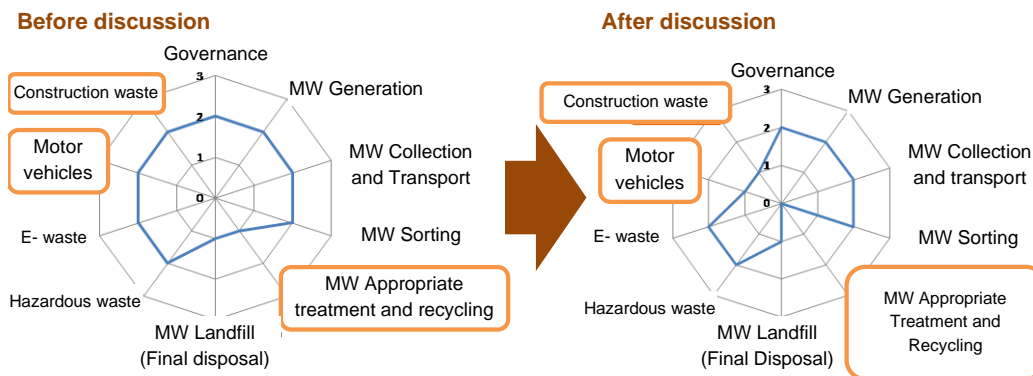 Before discussion
Governance
3
Construction waste
MW Generation
2
Motor
vehicles
MW Collection
and Transport
1
0
E- waste
MW Sorting
MW Appropriate
treatment and recycling
Hazardous waste
MW Landfill
(Final disposal)
After discussion
Governance
3
Construction waste
MW Generation
2
Motor
vehicles
MW Collection
and transport
1
0
E- waste
MW Sorting
MW Appropriate
Treatment and
Recycling
Hazardous waste
MW Landfill
(Final Disposal)